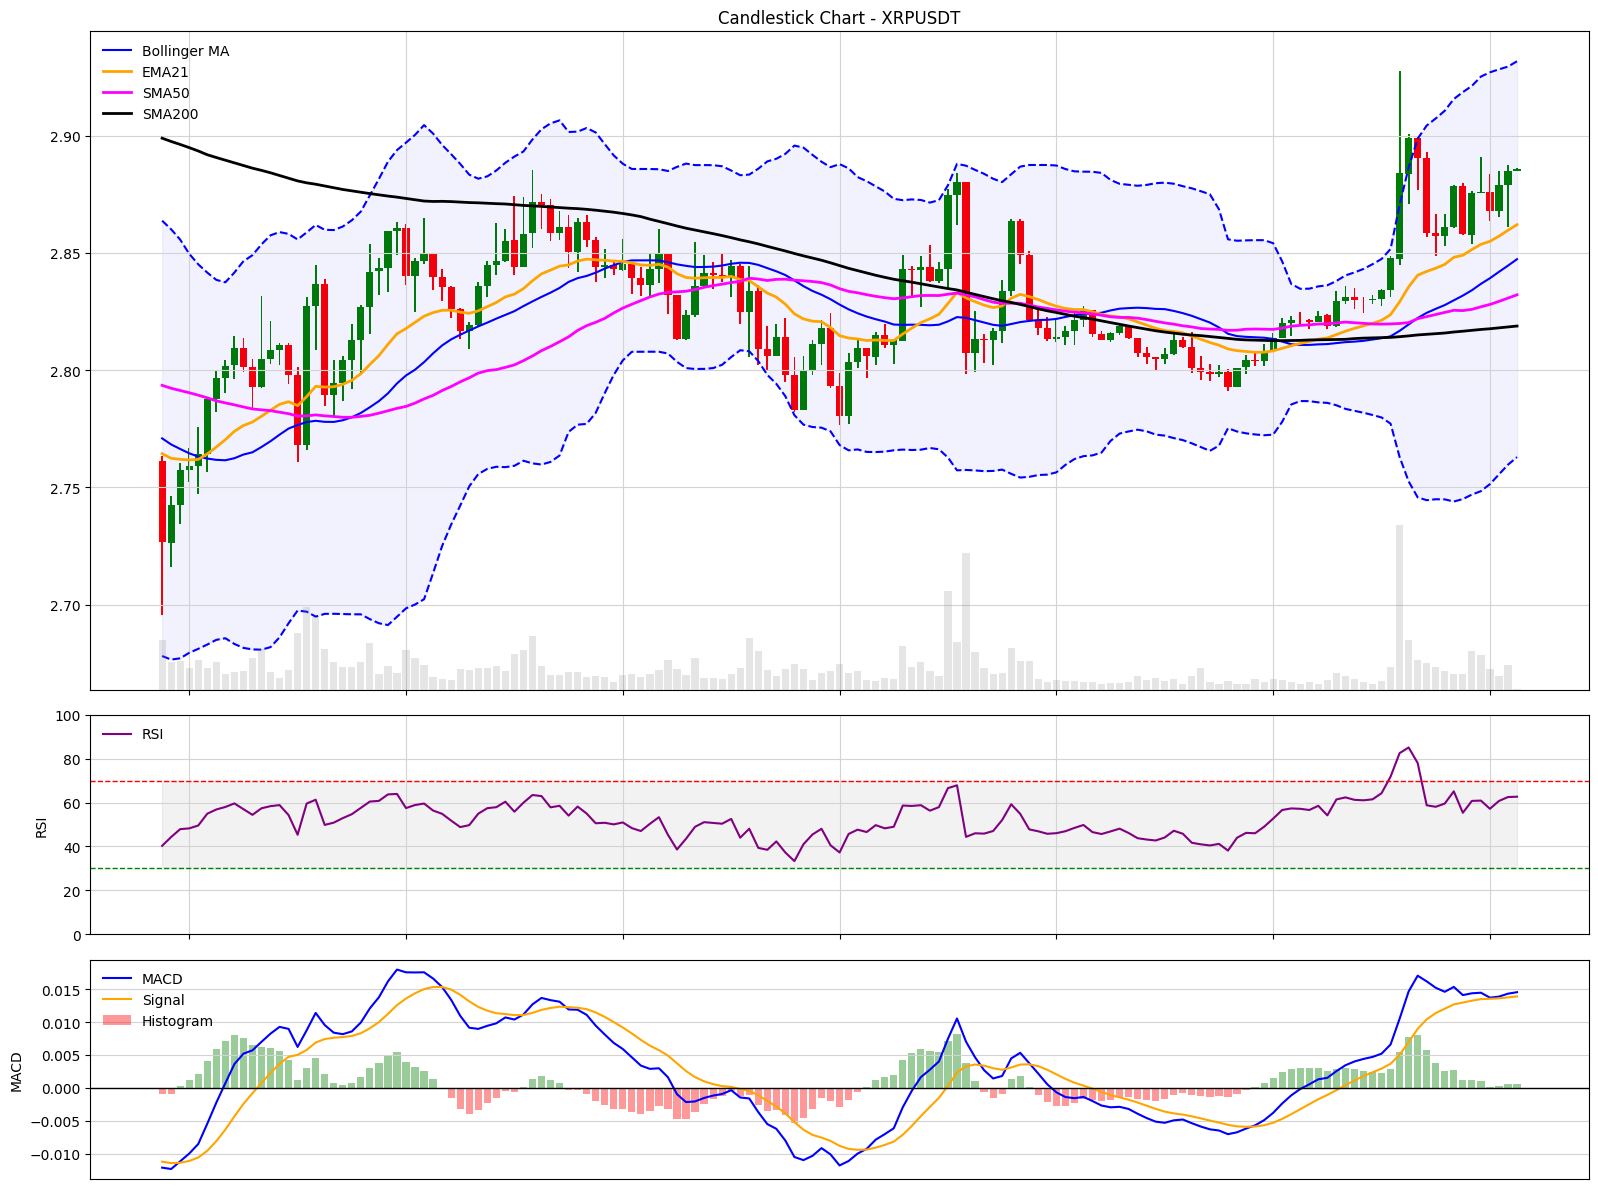 Candlestick Chart - XRPUSDT
Bollinger MA
EMA21
SMA50
SMA200
2.90
2.85
2.80
2.75
2.70
RSI
100
80
60
40
20
0
RSI
MACD
Signal
Histogram
0.015
0.010
0.005
0.000
−0.005
−0.010
MACD